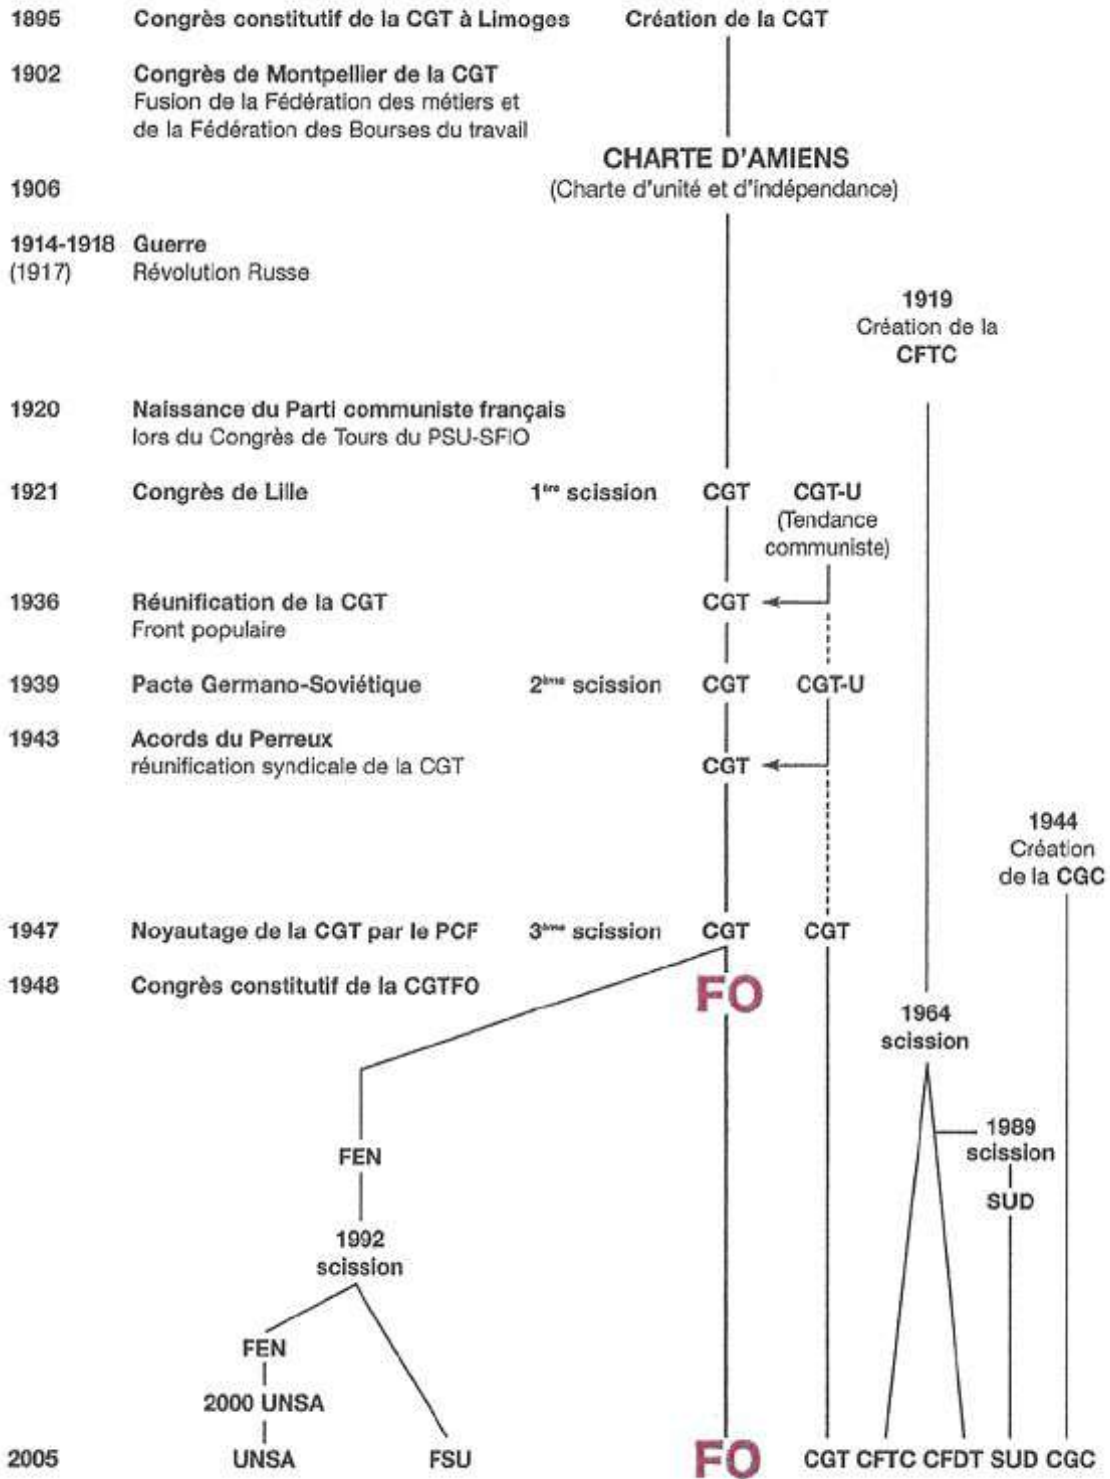 1895 Congrès constitutif de la CGT à Limoges Création de la CGT
1902 Congrès de Montpellier de la CGT
Fusion de la Fédération des métiers et
de la Fédération des Bourses du travail
CHARTE D'AMIENS
1906 (Charte d'unité et d'indépendance)
1914-1918 Guerre
(1917) Révolution Russe
1919
Création de la
CFTC
1920 Naissance du Parti communiste français
lors du Congrès de Tours du PSU-SFIO
1921 Congrès de Lille 1ère scission CGT CGT-U
(Tendance
communiste)
1936 Réunification de la CGT CGT
Front populaire
1939 Pacte Germano-Soviétique 2ème scission CGT CGT-U
1943 Acords du Perreux
réunification syndicale de la CGT CGT
1944
Création
de la CGC
1947 Noyautage de la CGT par le PCF 3ème scission CGT CGT
1948 Congrès constitutif de la CGTFO FO
1964
scission
1989
scission
FEN
SUD
1992
scission
FEN
2000 UNSA
2005 UNSA FSU FO CGT CFTC CFDT SUD CGC